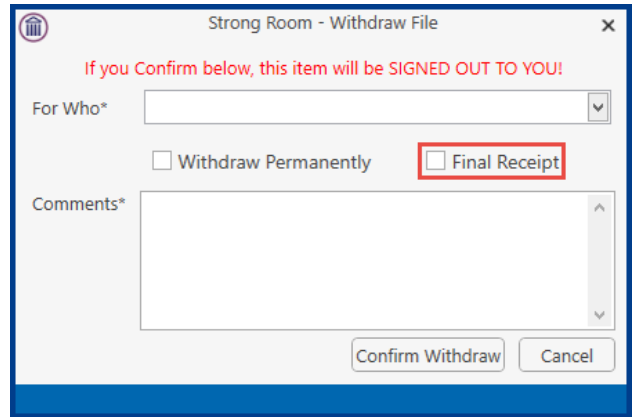 Strong Room - Withdraw File
If you Confirm below, this item will be SIGNED OUT TO YOU!
For Who*
Withdraw Permanently Final Receipt
Comments*
Confirm Withdraw Cancel